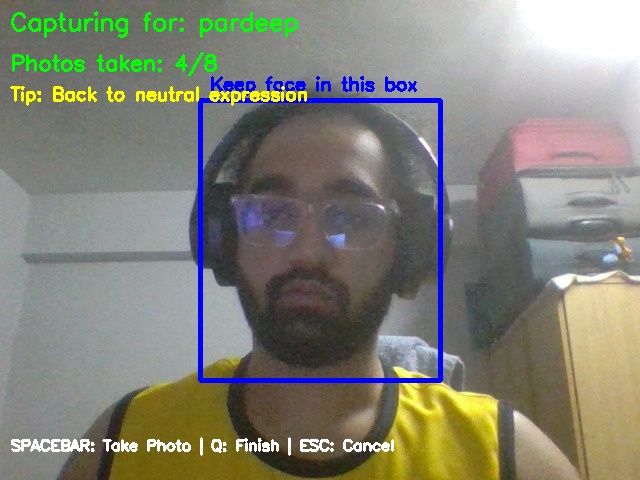 Capturing for: pardeep
Photos taken: 4/8
Keep face in this box
Tip: Back to neutral expression
SPACEBAR: Take Photo | Q: Finish | ESC: Cancel